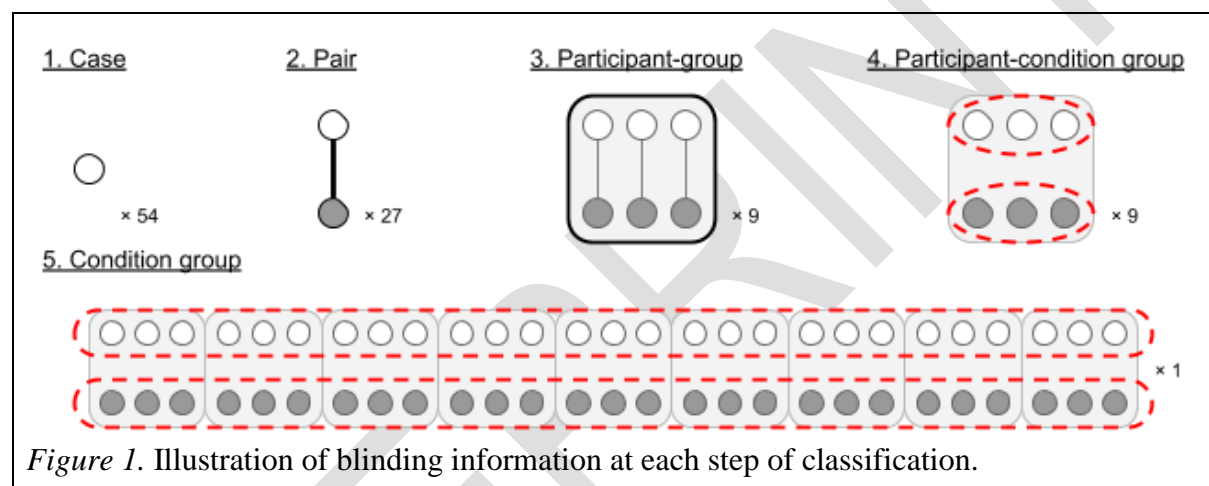 1. Case
2. Pair
3. Participant-group
4. Participant-condition group
× 54
× 27
× 9
× 9
5. Condition group
× 1
Figure 1. Illustration of blinding information at each step of classification.